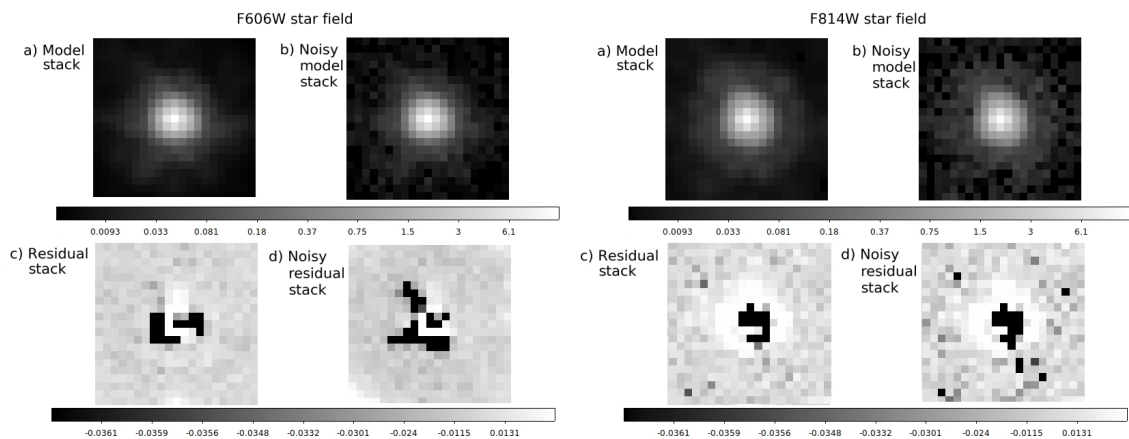 F606W star field
a) Model
stack
b) Noisy
model
stack
0.0093 0.033 0.081 0.18 0.37 0.75 1.5 3 6.1
c) Residual
stack
d) Noisy
residual
stack
-0.0361 -0.0359 -0.0356 -0.0348 -0.0333 -0.0301 -0.024 -0.0115 0.0131
F814W star field
a) Model
stack
b) Noisy
model
stack
0.0093 0.033 0.081 0.18 0.37 0.75 1.5 3 6.1
c) Residual
stack
d) Noisy
residual
stack
-0.0361 -0.0359 -0.0356 -0.0348 -0.0333 -0.0301 -0.024 -0.0115 0.0131